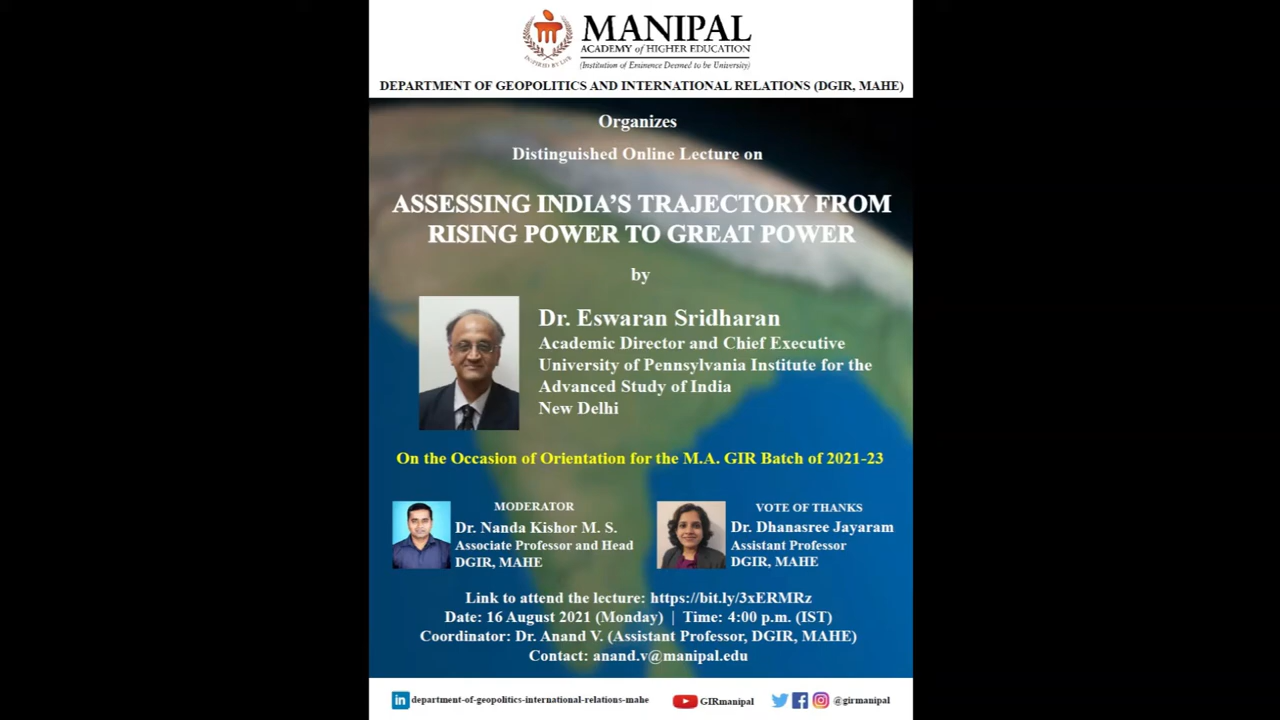 MANIPAL
ACADEMY of HIGHER EDUCATION
(Institution of Eminence Deemed to be University)
INSPIRED BY LIFE
DEPARTMENT OF GEOPOLITICS AND INTERNATIONAL RELATIONS (DGIR, MAHE)
Organizes
Distinguished Online Lecture on
ASSESSING INDIA'S TRAJECTORY FROM
RISING POWER TO GREAT POWER
by
Dr. Eswaran Sridharan
Academic Director and Chief Executive
University of Pennsylvania Institute for the
Advanced Study of India
New Delhi
On the Occasion of Orientation for the M.A. GIR Batch of 2021-23
MODERATOR
Dr. Nanda Kishor M. S.
Associate Professor and Head
DGIR, MAHE
VOTE OF THANKS
Dr. Dhanasree Jayaram
Assistant Professor
DGIR, MAHE
Link to attend the lecture: https://bit.ly/3xERMRz
Date: 16 August 2021 (Monday) | Time: 4:00 p.m. (IST)
Coordinator: Dr. Anand V. (Assistant Professor, DGIR, MAHE)
Contact: anand.v@manipal.edu
in department-of-geopolitics-international-relations-mahe GIRmanipal @girmanipal